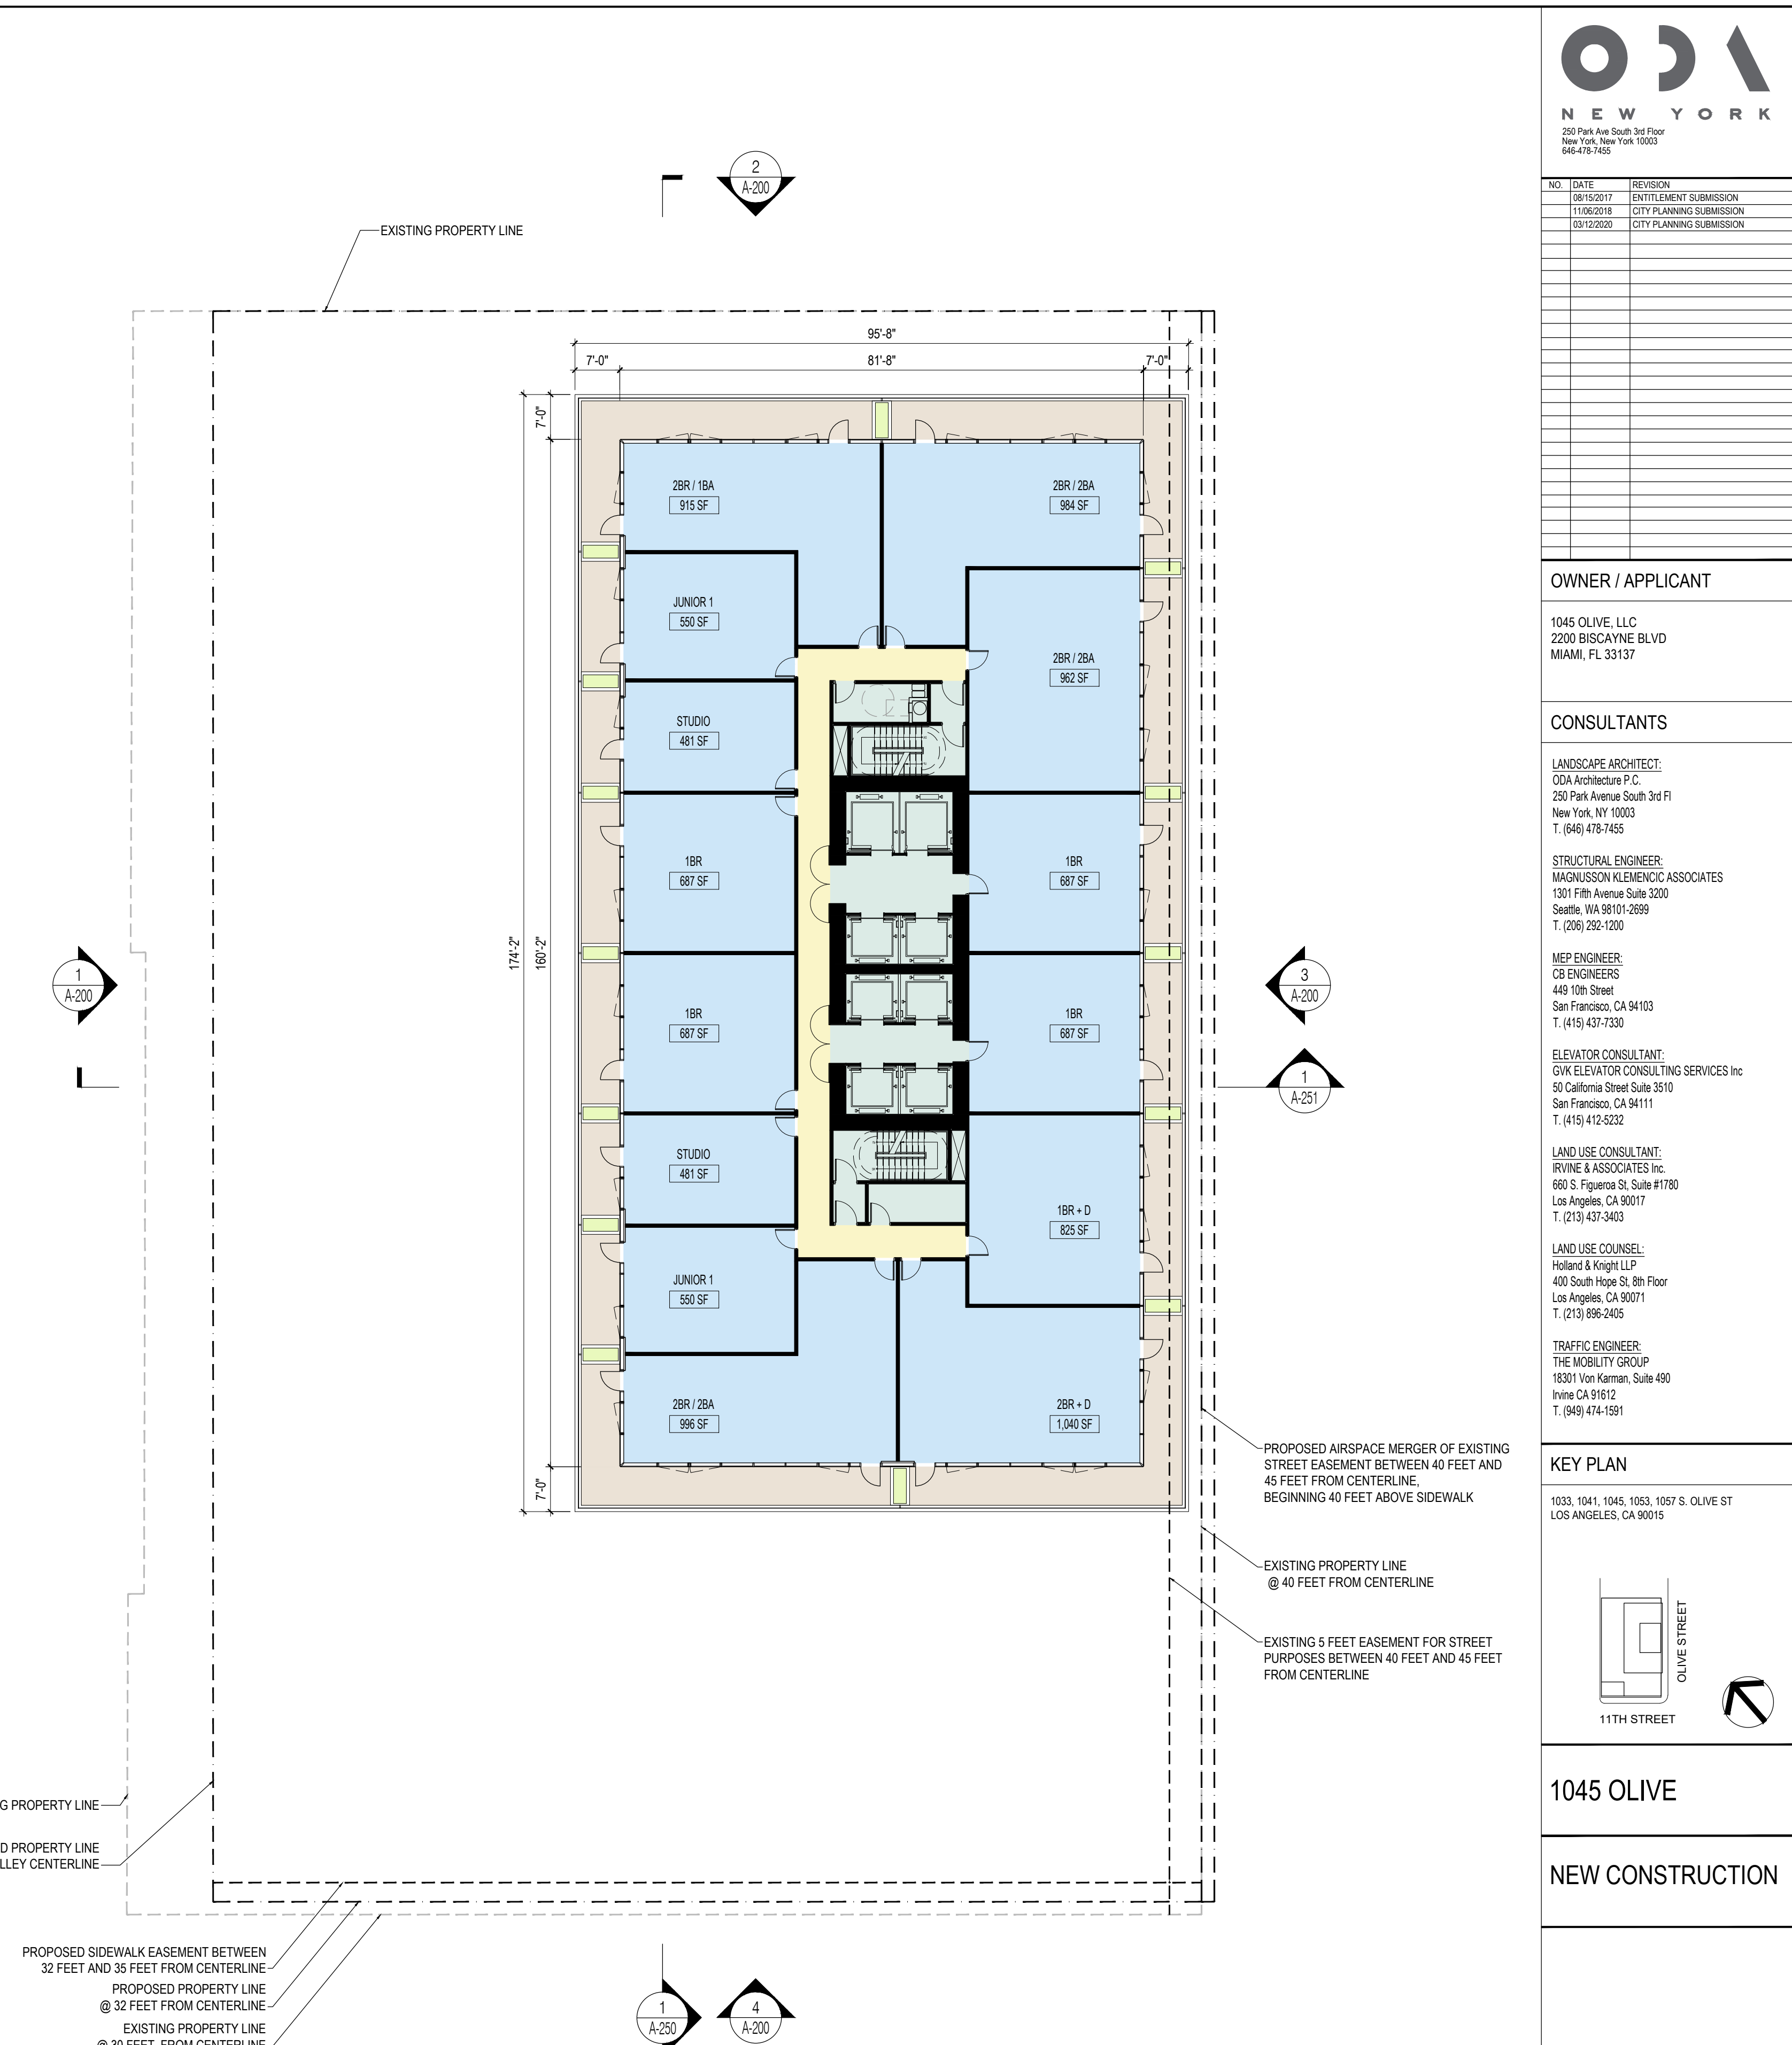 ODA
NEW YORK
250 Park Ave South 3rd Floor
New York, New York 10003
646-478-7455
NO. DATE REVISION
08/15/2017 ENTITLEMENT SUBMISSION
11/06/2018 CITY PLANNING SUBMISSION
03/12/2020 CITY PLANNING SUBMISSION
OWNER / APPLICANT
1045 OLIVE, LLC
2200 BISCAYNE BLVD
MIAMI, FL 33137
CONSULTANTS
LANDSCAPE ARCHITECT:
ODA Architecture P.C.
250 Park Avenue South 3rd Fl
New York, NY 10003
T. (646) 478-7455
STRUCTURAL ENGINEER:
MAGNUSSON KLEMENCIC ASSOCIATES
1301 Fifth Avenue Suite 3200
Seattle, WA 98101-2699
T. (206) 292-1200
MEP ENGINEER:
CB ENGINEERS
449 10th Street
San Francisco, CA 94103
T. (415) 437-7330
ELEVATOR CONSULTANT:
GVK ELEVATOR CONSULTING SERVICES Inc
50 California Street Suite 3510
San Francisco, CA 94111
T. (415) 412-5232
LAND USE CONSULTANT:
IRVINE & ASSOCIATES Inc.
660 S. Figueroa St, Suite #1780
Los Angeles, CA 90017
T. (213) 437-3403
LAND USE COUNSEL:
Holland & Knight LLP
400 South Hope St, 8th Floor
Los Angeles, CA 90071
T. (213) 896-2405
TRAFFIC ENGINEER:
THE MOBILITY GROUP
18301 Von Karman, Suite 490
Irvine CA 91612
T. (949) 474-1591
KEY PLAN
1033, 1041, 1045, 1053, 1057 S. OLIVE ST
LOS ANGELES, CA 90015
OLIVE STREET
11TH STREET
1045 OLIVE
NEW CONSTRUCTION
2
A-200
EXISTING PROPERTY LINE
95'-8"
7'-0"
81'-8"
7'-0"
7'-0"
174'-2"
160'-2"
7'-0"
2BR / 1BA
915 SF
2BR / 2BA
984 SF
JUNIOR 1
550 SF
2BR / 2BA
962 SF
STUDIO
481 SF
1BR
687 SF
1BR
687 SF
1BR
687 SF
1BR
687 SF
STUDIO
481 SF
1BR + D
825 SF
JUNIOR 1
550 SF
2BR / 2BA
996 SF
2BR + D
1,040 SF
1
A-200
3
A-200
1
A-251
PROPOSED AIRSPACE MERGER OF EXISTING
STREET EASEMENT BETWEEN 40 FEET AND
45 FEET FROM CENTERLINE,
BEGINNING 40 FEET ABOVE SIDEWALK
EXISTING PROPERTY LINE
@ 40 FEET FROM CENTERLINE
EXISTING 5 FEET EASEMENT FOR STREET
PURPOSES BETWEEN 40 FEET AND 45 FEET
FROM CENTERLINE
G PROPERTY LINE
D PROPERTY LINE
LLEY CENTERLINE
PROPOSED SIDEWALK EASEMENT BETWEEN
32 FEET AND 35 FEET FROM CENTERLINE
PROPOSED PROPERTY LINE
@ 32 FEET FROM CENTERLINE
EXISTING PROPERTY LINE
@ 30 FEET FROM CENTERLINE
1
A-250
4
A-200